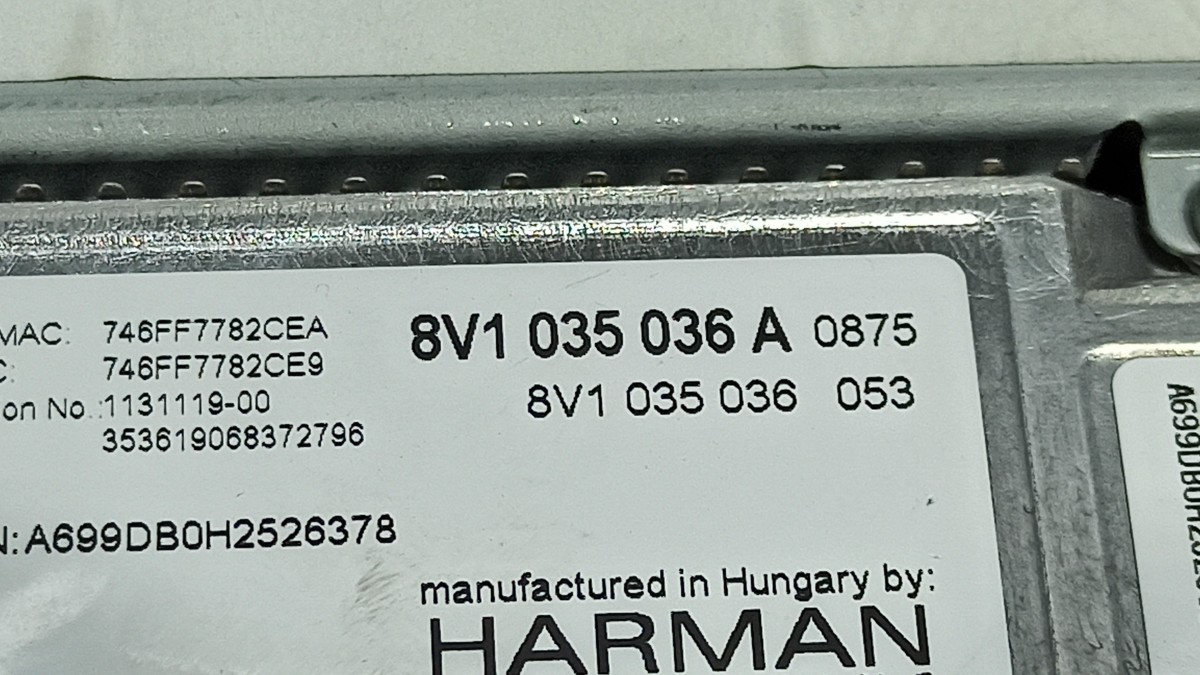 MAC: 746FF7782CEA
C: 746FF7782CE9
on No.:1131119-00
353619068372796
N:A699DB0H2526378
8V1 035 036 A 0875
8V1 035 036 053
manufactured in Hungary by:
HARMAN